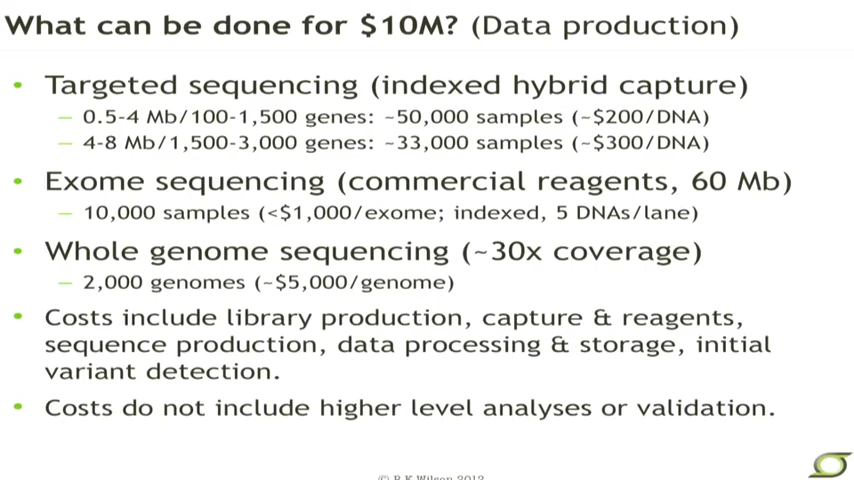 What can be done for $10M? (Data production)
• Targeted sequencing (indexed hybrid capture)
– 0.5-4 Mb/100-1,500 genes: ~50,000 samples (~$200/DNA)
– 4-8 Mb/1,500-3,000 genes: ~33,000 samples (~$300/DNA)
• Exome sequencing (commercial reagents, 60 Mb)
– 10,000 samples (<$1,000/exome; indexed, 5 DNAs/lane)
• Whole genome sequencing (~30x coverage)
– 2,000 genomes (~$5,000/genome)
• Costs include library production, capture & reagents,
sequence production, data processing & storage, initial
variant detection.
• Costs do not include higher level analyses or validation.
© R K Wilson 2012